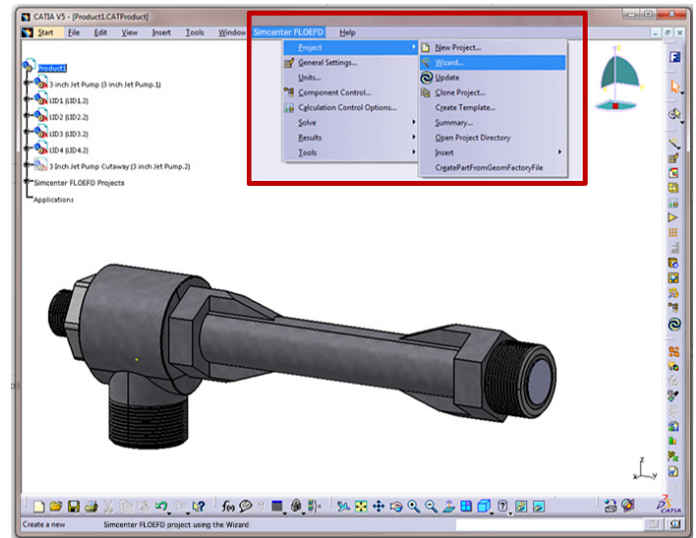 CATIA V5 - [Product1.CATProduct]
Start File Edit View Insert Tools Window Simcenter FLOEFD Help
Project
General Settings...
Units...
Component Control...
Calculation Control Options...
Solve
Results
Tools
New Project...
Wizard...
Update
Clone Project...
Create Template...
Summary...
Open Project Directory
Insert
CreatePartFromGeomFactoryFile
Product1
3 inch Jet Pump (3 inch Jet Pump.1)
LID1 (LID1.2)
LID2 (LID2.2)
LID3 (LID3.2)
LID4 (LID4.2)
3 Inch Jet Pump Cutaway (3 inch Jet Pump.2)
Simcenter FLOEFD Projects
Applications
z
x y
f(x)
CATIA
Create a new Simcenter FLOEFD project using the Wizard